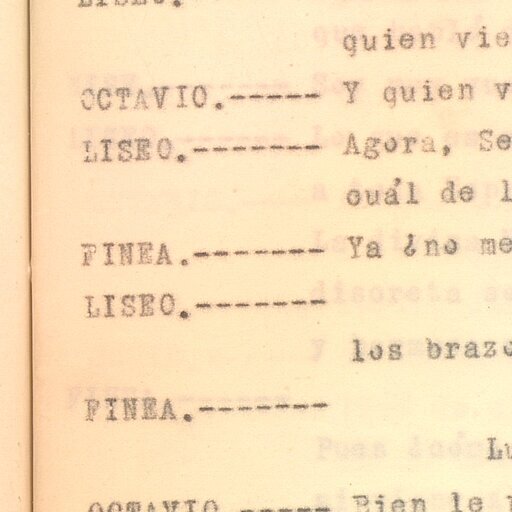 LISEO.
quien vie
OCTAVIO.----- Y quien v
LISEO.------- Agora, Se
cuál de l
FINEA.------- Ya ¿no me
LISEO.-------
los brazo
FINEA.-------
Lu
OCTAVIO.----- Bien le